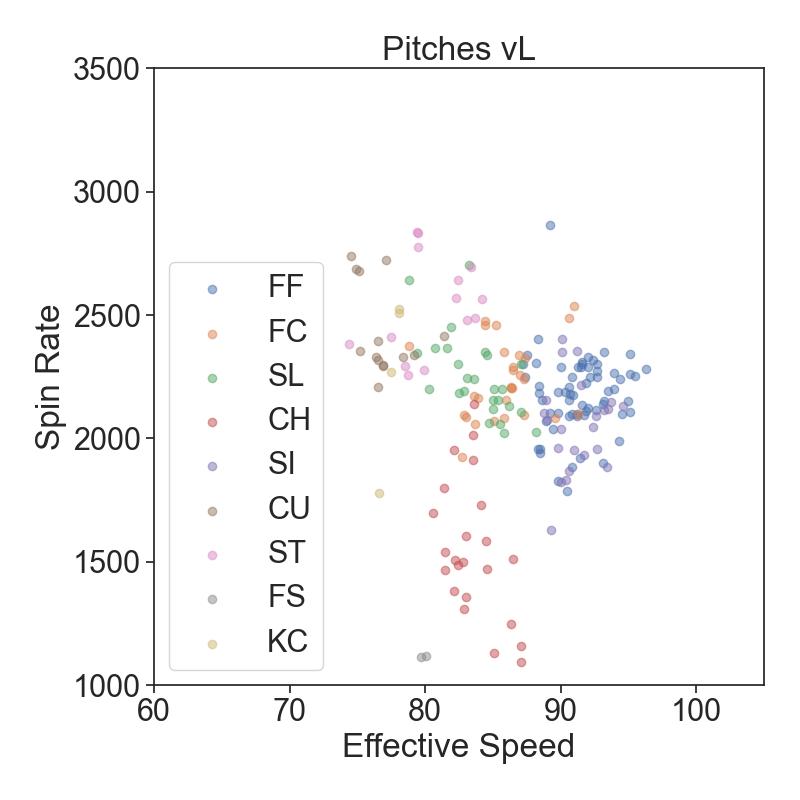 Pitches vL
3500
3000
2500
2000
1500
1000
Spin Rate
FF
FC
SL
CH
SI
CU
ST
FS
KC
60 70 80 90 100
Effective Speed